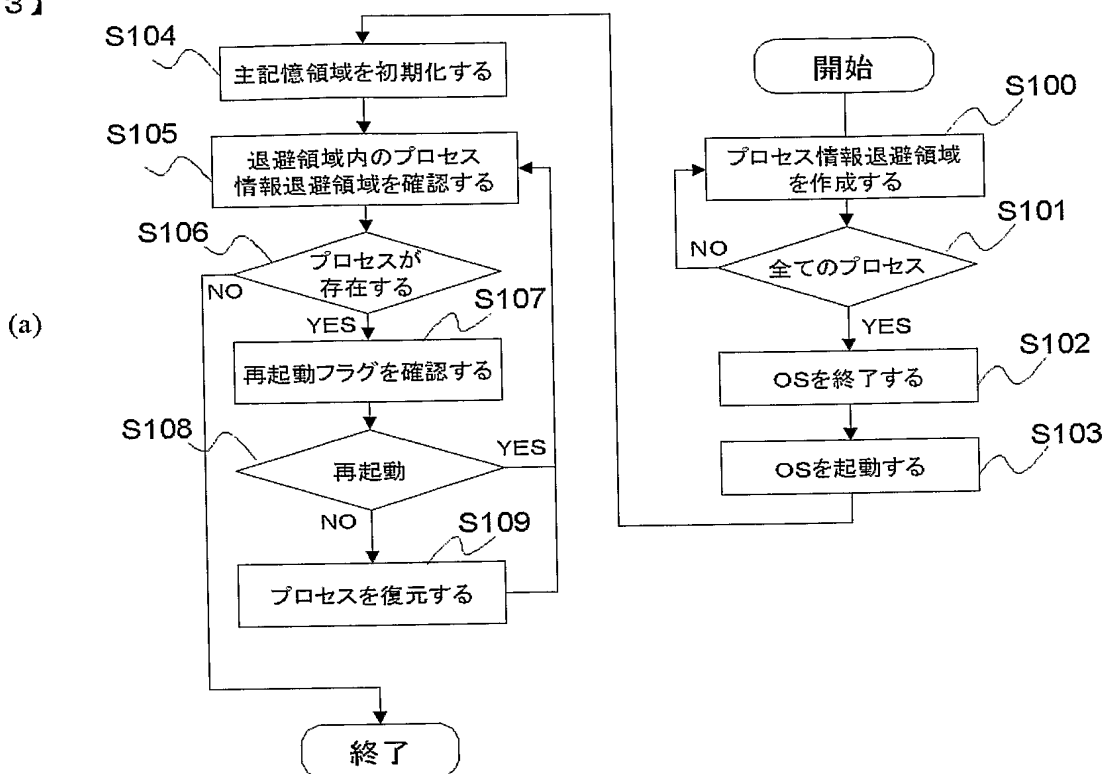 3】
(a)
開始
S100
プロセス情報退避領域
を作成する
S101
全てのプロセス
NO
YES
S102
OSを終了する
S103
OSを起動する
S104
主記憶領域を初期化する
S105
退避領域内のプロセス
情報退避領域を確認する
S106
プロセスが
存在する
NO
YES
S107
再起動フラグを確認する
S108
再起動
YES
NO
S109
プロセスを復元する
終了